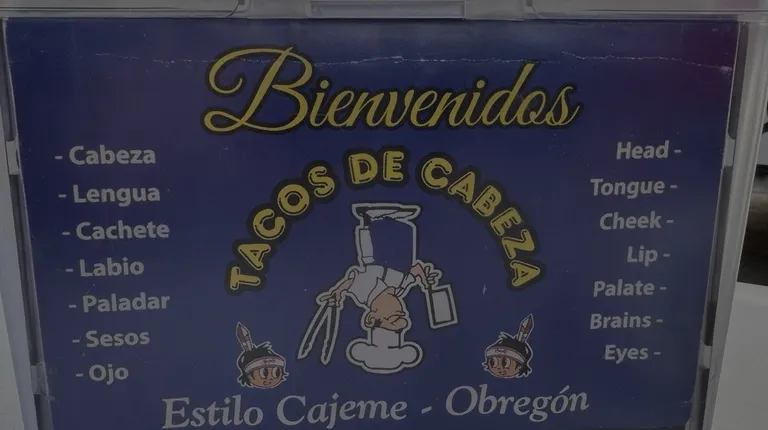 Bienvenidos
TACOS DE CABEZA
- Cabeza
- Lengua
- Cachete
- Labio
- Paladar
- Sesos
- Ojo
Head -
Tongue -
Cheek -
Lip -
Palate -
Brains -
Eyes -
Estilo Cajeme - Obregón